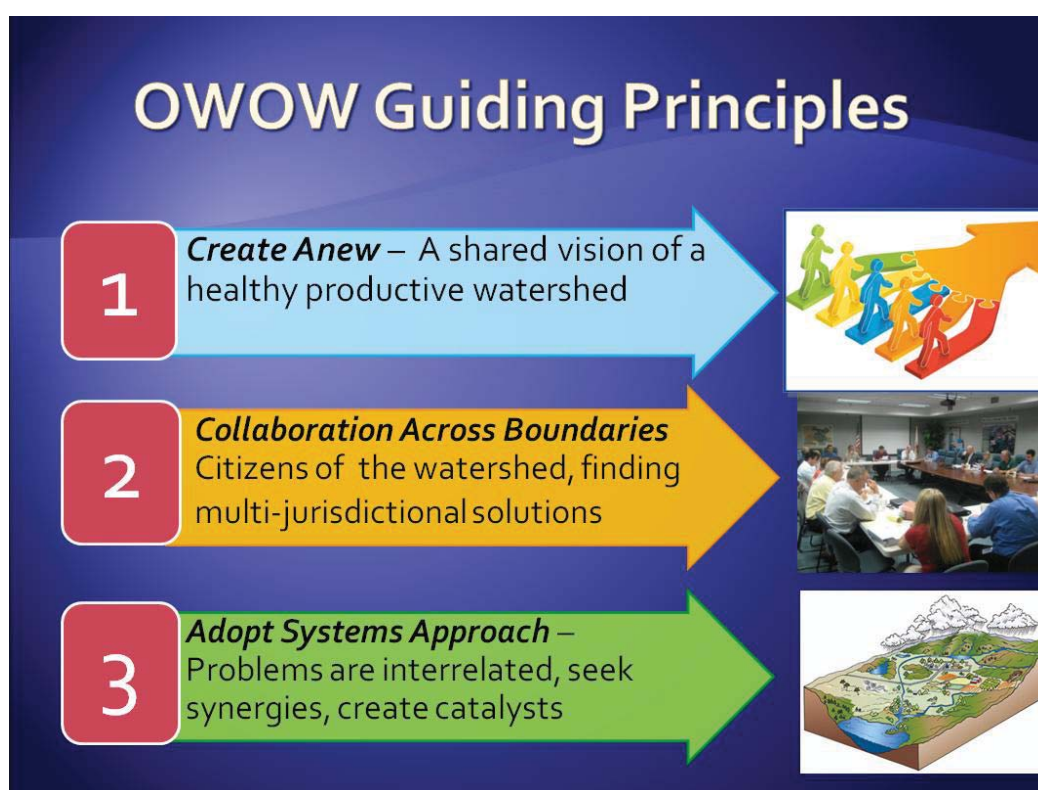 OWOW Guiding Principles
1
Create Anew – A shared vision of a
healthy productive watershed
2
Collaboration Across Boundaries
Citizens of the watershed, finding
multi-jurisdictional solutions
3
Adopt Systems Approach –
Problems are interrelated, seek
synergies, create catalysts